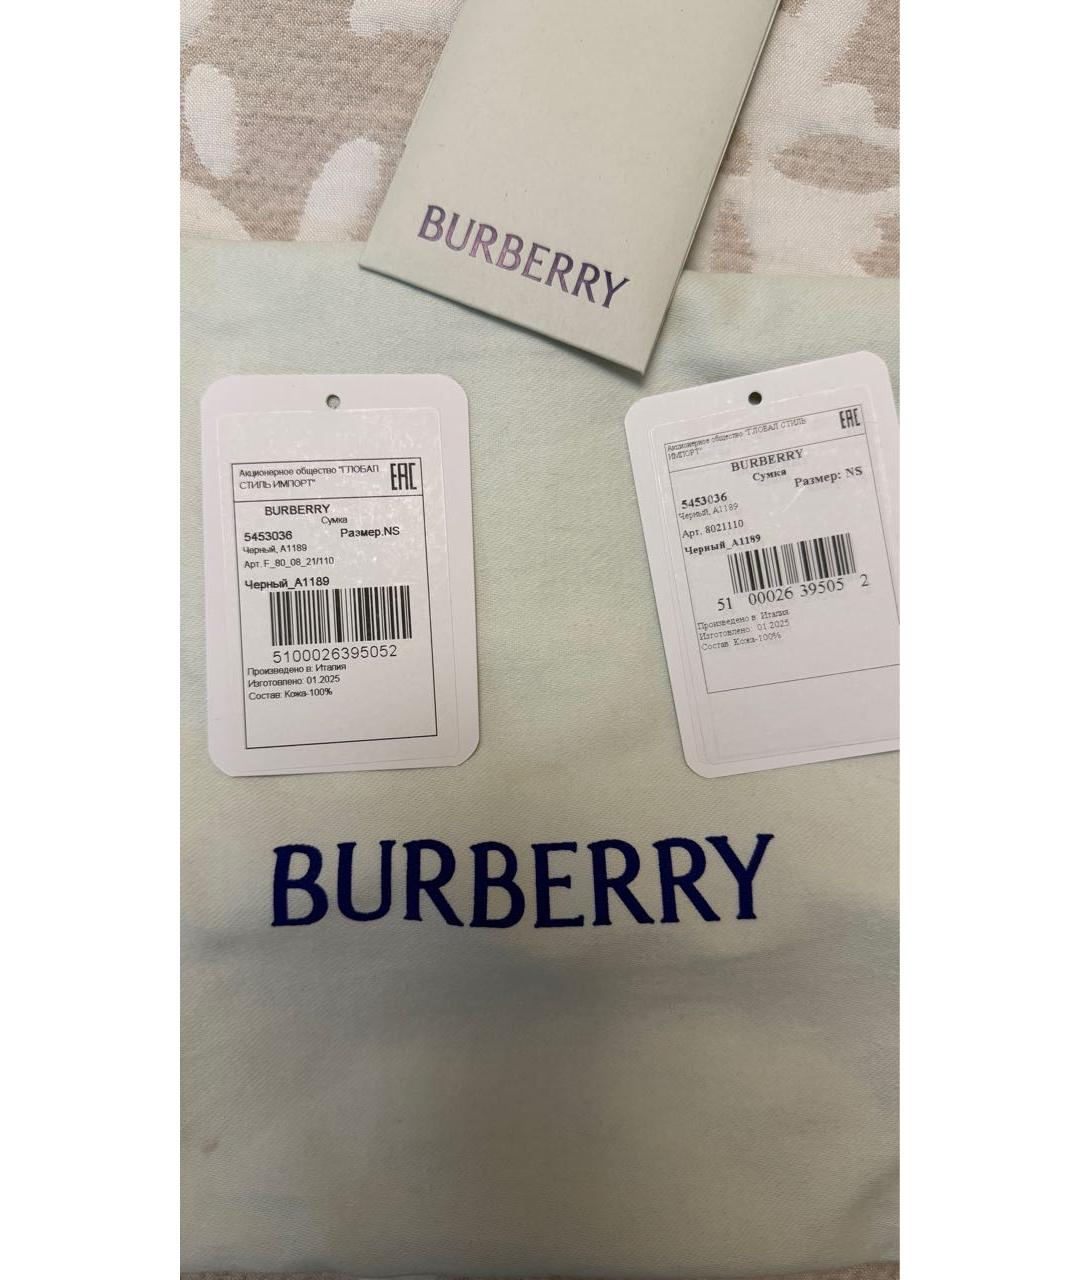 BURBERRY
Акционерное общество "ГЛОБАЛ
СТИЛЬ ИМПОРТ"
EAC
BURBERRY
Сумка
5453036
Размер.NS
Черный, A1189
Арт. F_80_08_21/110
Черный_A1189
5100026395052
Произведено в: Италия
Изготовлено: 01.2025
Состав: Кожа-100%
Акционерное общество "ГЛОБАЛ СТИЛЬ
ИМПОРТ"
EAC
BURBERRY
Сумка
5453036
Размер: NS
Черный, A1189
Арт. 8021110
Черный_A1189
51 00026 39505 2
Произведено в: Италия
Изготовлено: 01.2025
Состав: Кожа-100%
BURBERRY